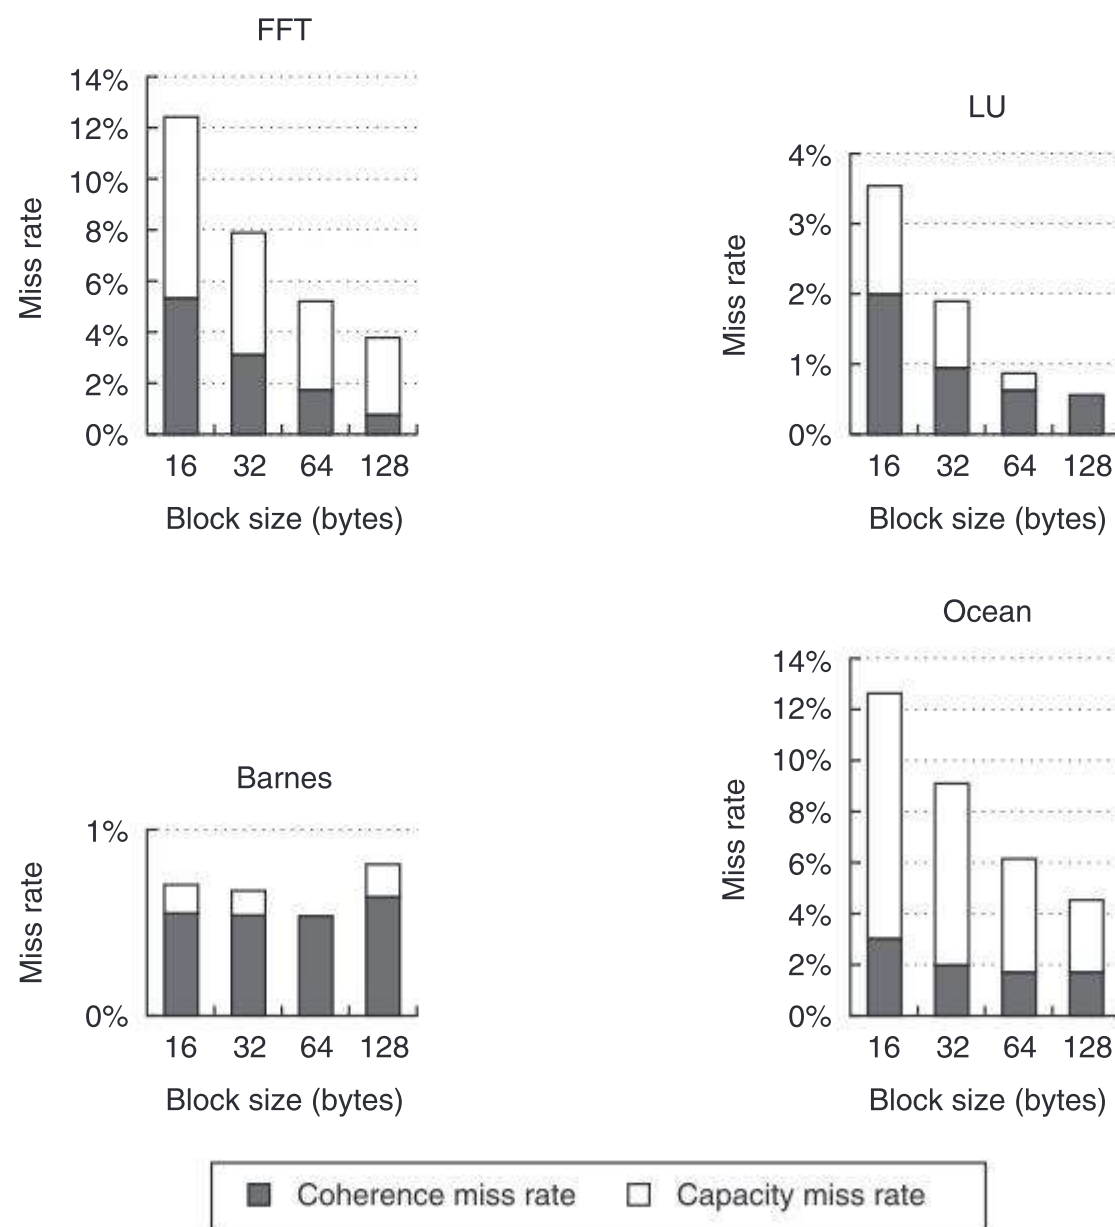 FFT
14%
12%
10%
8%
6%
4%
2%
0%
Miss rate
16 32 64 128
Block size (bytes)
LU
4%
3%
2%
1%
0%
Miss rate
16 32 64 128
Block size (bytes)
Barnes
1%
0%
Miss rate
16 32 64 128
Block size (bytes)
Ocean
14%
12%
10%
8%
6%
4%
2%
0%
Miss rate
16 32 64 128
Block size (bytes)
Coherence miss rate
Capacity miss rate